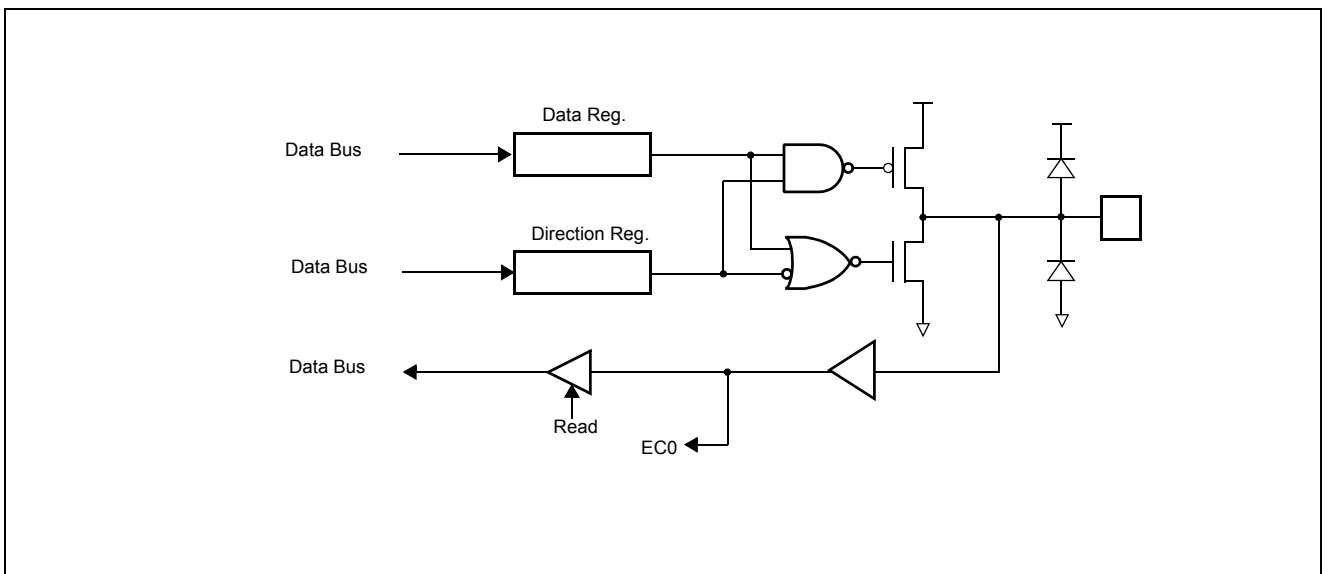 Data Reg.
Data Bus
Direction Reg.
Data Bus
Data Bus
Read
EC0